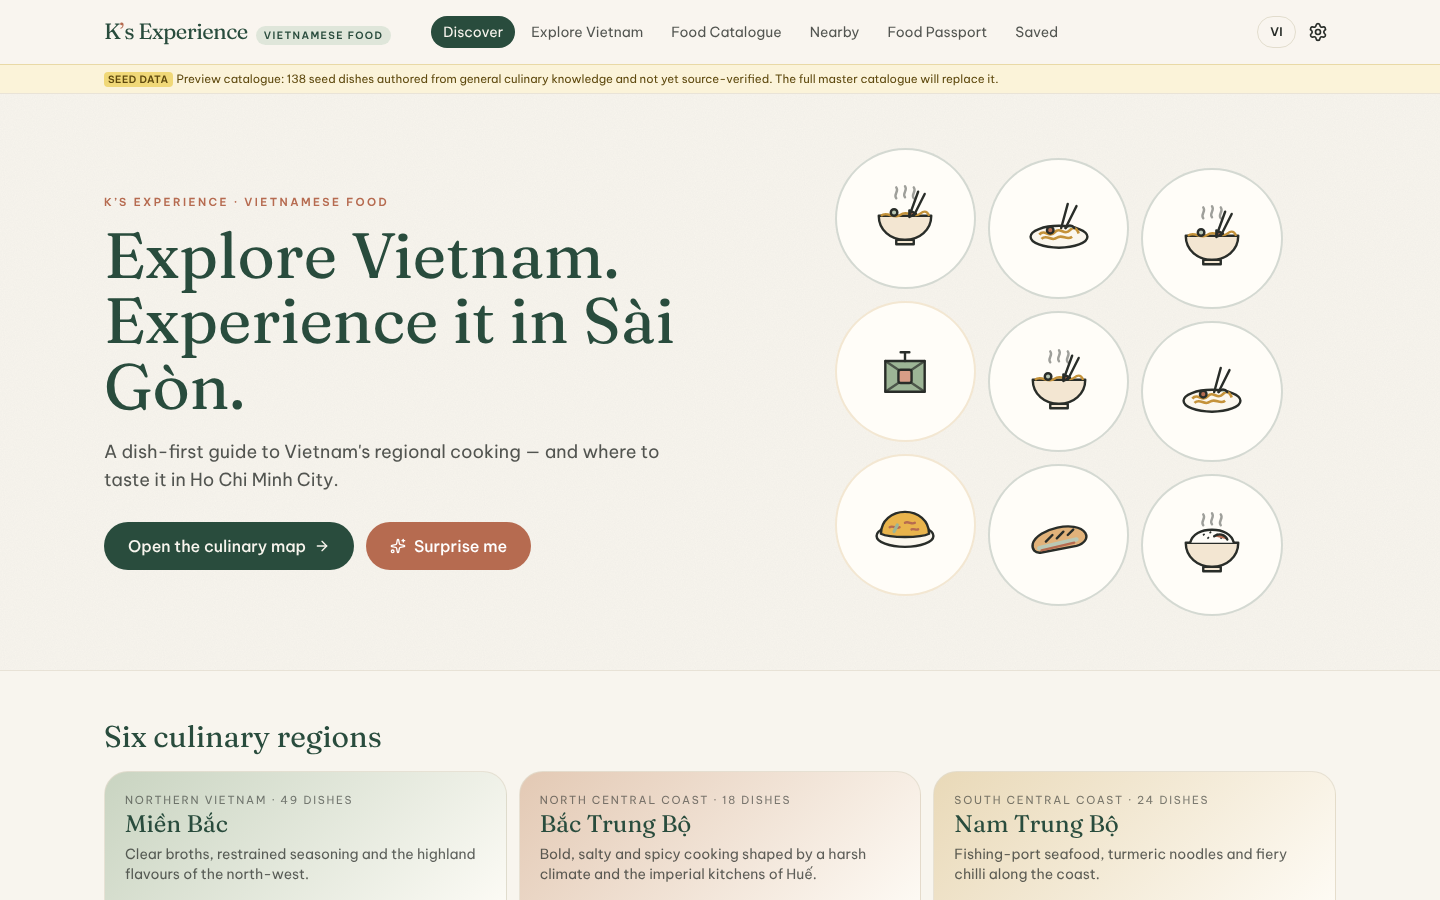 K's Experience VIETNAMESE FOOD
Discover Explore Vietnam Food Catalogue Nearby Food Passport Saved
VI
SEED DATA Preview catalogue: 138 seed dishes authored from general culinary knowledge and not yet source-verified. The full master catalogue will replace it.
K'S EXPERIENCE · VIETNAMESE FOOD
Explore Vietnam.
Experience it in Sài
Gòn.
A dish-first guide to Vietnam's regional cooking — and where to
taste it in Ho Chi Minh City.
Open the culinary map →
Surprise me
Six culinary regions
NORTHERN VIETNAM · 49 DISHES
Miền Bắc
Clear broths, restrained seasoning and the highland
flavours of the north-west.
NORTH CENTRAL COAST · 18 DISHES
Bắc Trung Bộ
Bold, salty and spicy cooking shaped by a harsh
climate and the imperial kitchens of Huế.
SOUTH CENTRAL COAST · 24 DISHES
Nam Trung Bộ
Fishing-port seafood, turmeric noodles and fiery
chilli along the coast.